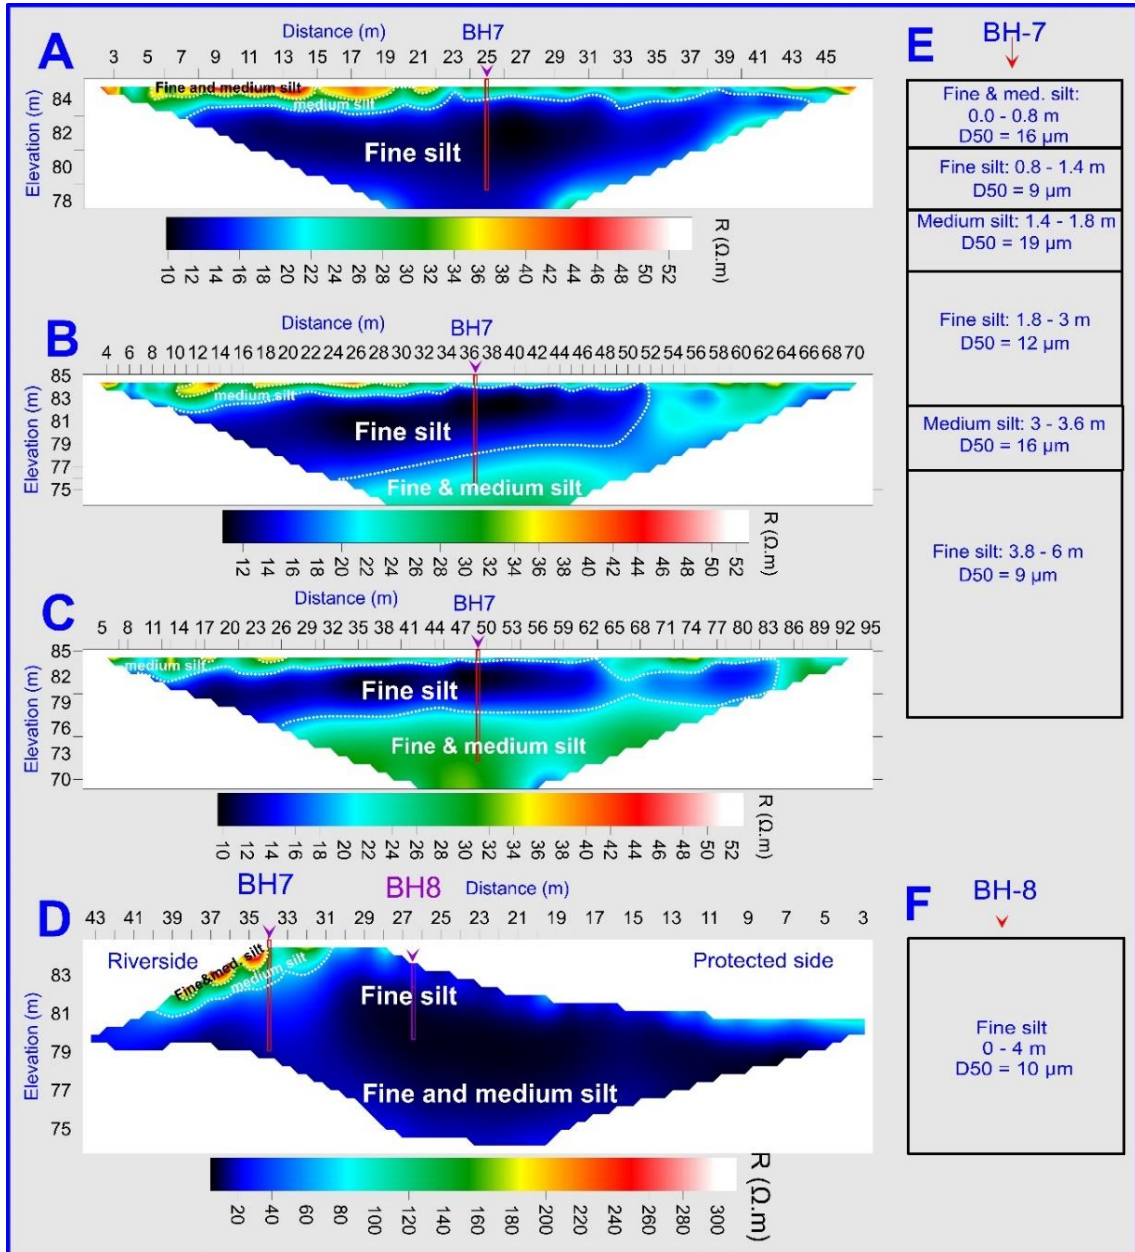 A
Distance (m)
BH7
3 5 7 9 11 13 15 17 19 21 23 25 27 29 31 33 35 37 39 41 43 45
Elevation (m)
84
82
80
78
Fine and medium silt
medium silt
Fine silt
10 12 14 16 18 20 22 24 26 28 30 32 34 36 38 40 42 44 46 48 50 52
R (Ω.m)
B
Distance (m)
BH7
4 6 8 10 12 14 16 18 22 24 26 28 30 32 34 36 38 40 42 44 46 48 50 52 54 56 58 60 62 64 66 68 70
Elevation (m)
85
83
81
79
77
75
medium silt
Fine silt
Fine & medium silt
12 14 16 18 20 22 24 26 28 30 32 34 36 38 40 42 44 46 48 50 52
R (Ω.m)
C
Distance (m)
BH7
5 8 11 14 17 20 23 26 29 32 35 38 41 44 47 50 53 56 59 62 65 68 71 74 77 80 83 86 89 92 95
Elevation (m)
85
82
79
76
73
70
medium silt
Fine silt
Fine & medium silt
10 12 14 16 18 20 22 24 26 28 30 32 34 36 38 40 42 44 46 48 50 52
R (Ω.m)
D
BH7
BH8
Distance (m)
43 41 39 37 35 33 31 29 27 25 23 21 19 17 15 13 11 9 7 5 3
Elevation (m)
83
81
79
77
75
Riverside
Protected side
Fine&med. silt
medium silt
Fine silt
Fine and medium silt
20 40 60 80 100 120 140 160 180 200 220 240 260 280 300
R (Ω.m)
E
BH-7
Fine & med. silt:
0.0 - 0.8 m
D50 = 16 µm
Fine silt: 0.8 - 1.4 m
D50 = 9 µm
Medium silt: 1.4 - 1.8 m
D50 = 19 µm
Fine silt: 1.8 - 3 m
D50 = 12 µm
Medium silt: 3 - 3.6 m
D50 = 16 µm
Fine silt: 3.8 - 6 m
D50 = 9 µm
F
BH-8
Fine silt
0 - 4 m
D50 = 10 µm